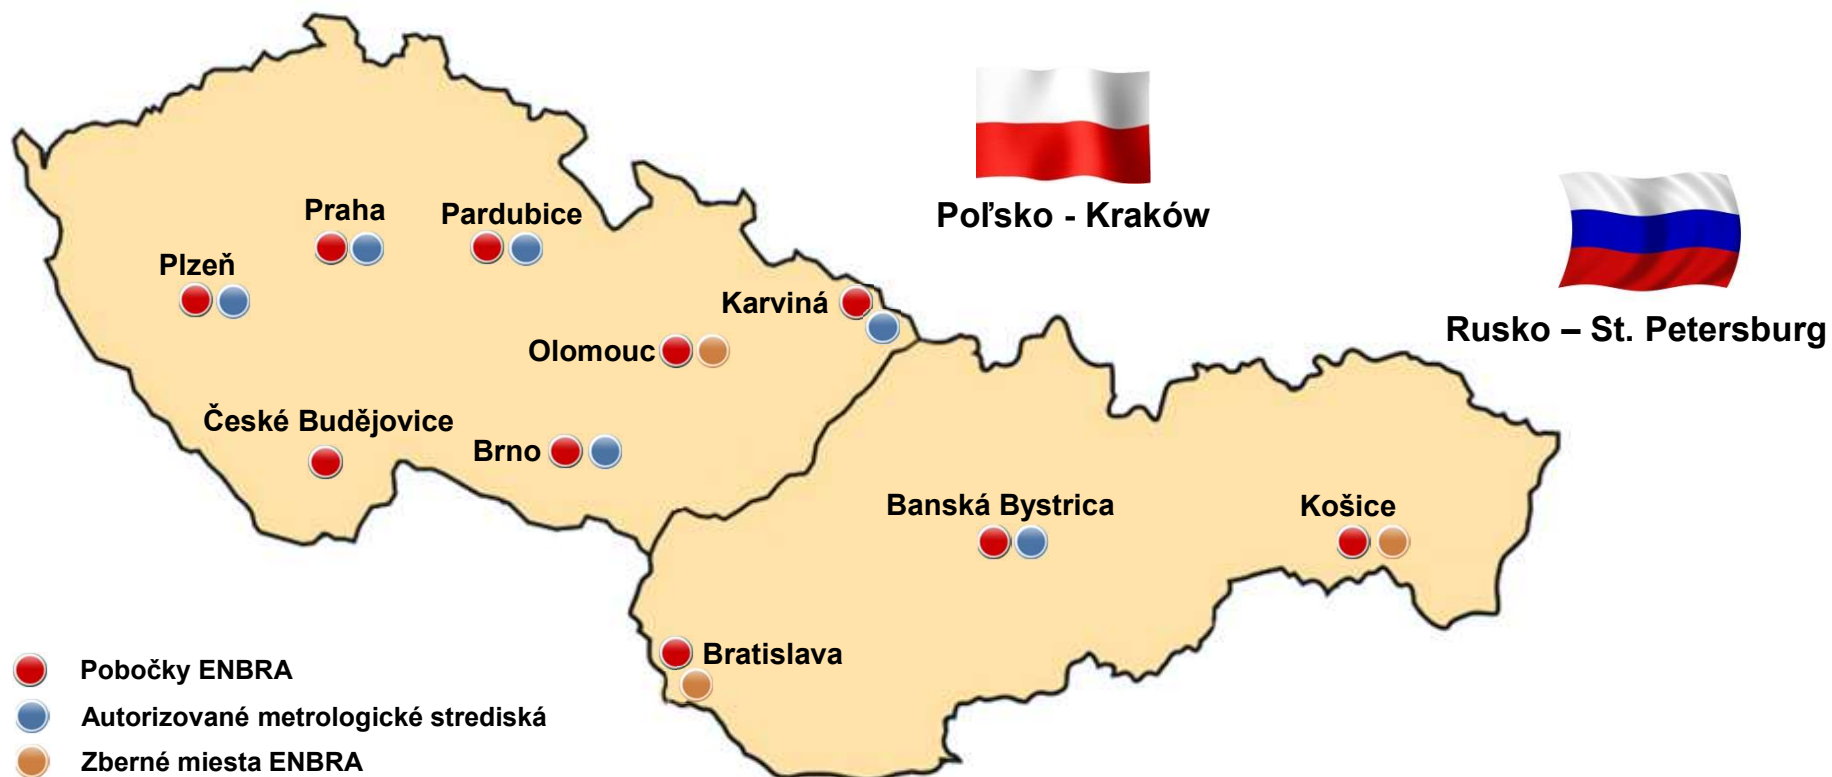 Poľsko - Kraków
Rusko – St. Petersburg
Praha
Pardubice
Plzeň
Karviná
Olomouc
České Budějovice
Brno
Banská Bystrica
Košice
Bratislava
Pobočky ENBRA
Autorizované metrologické strediská
Zberné miesta ENBRA